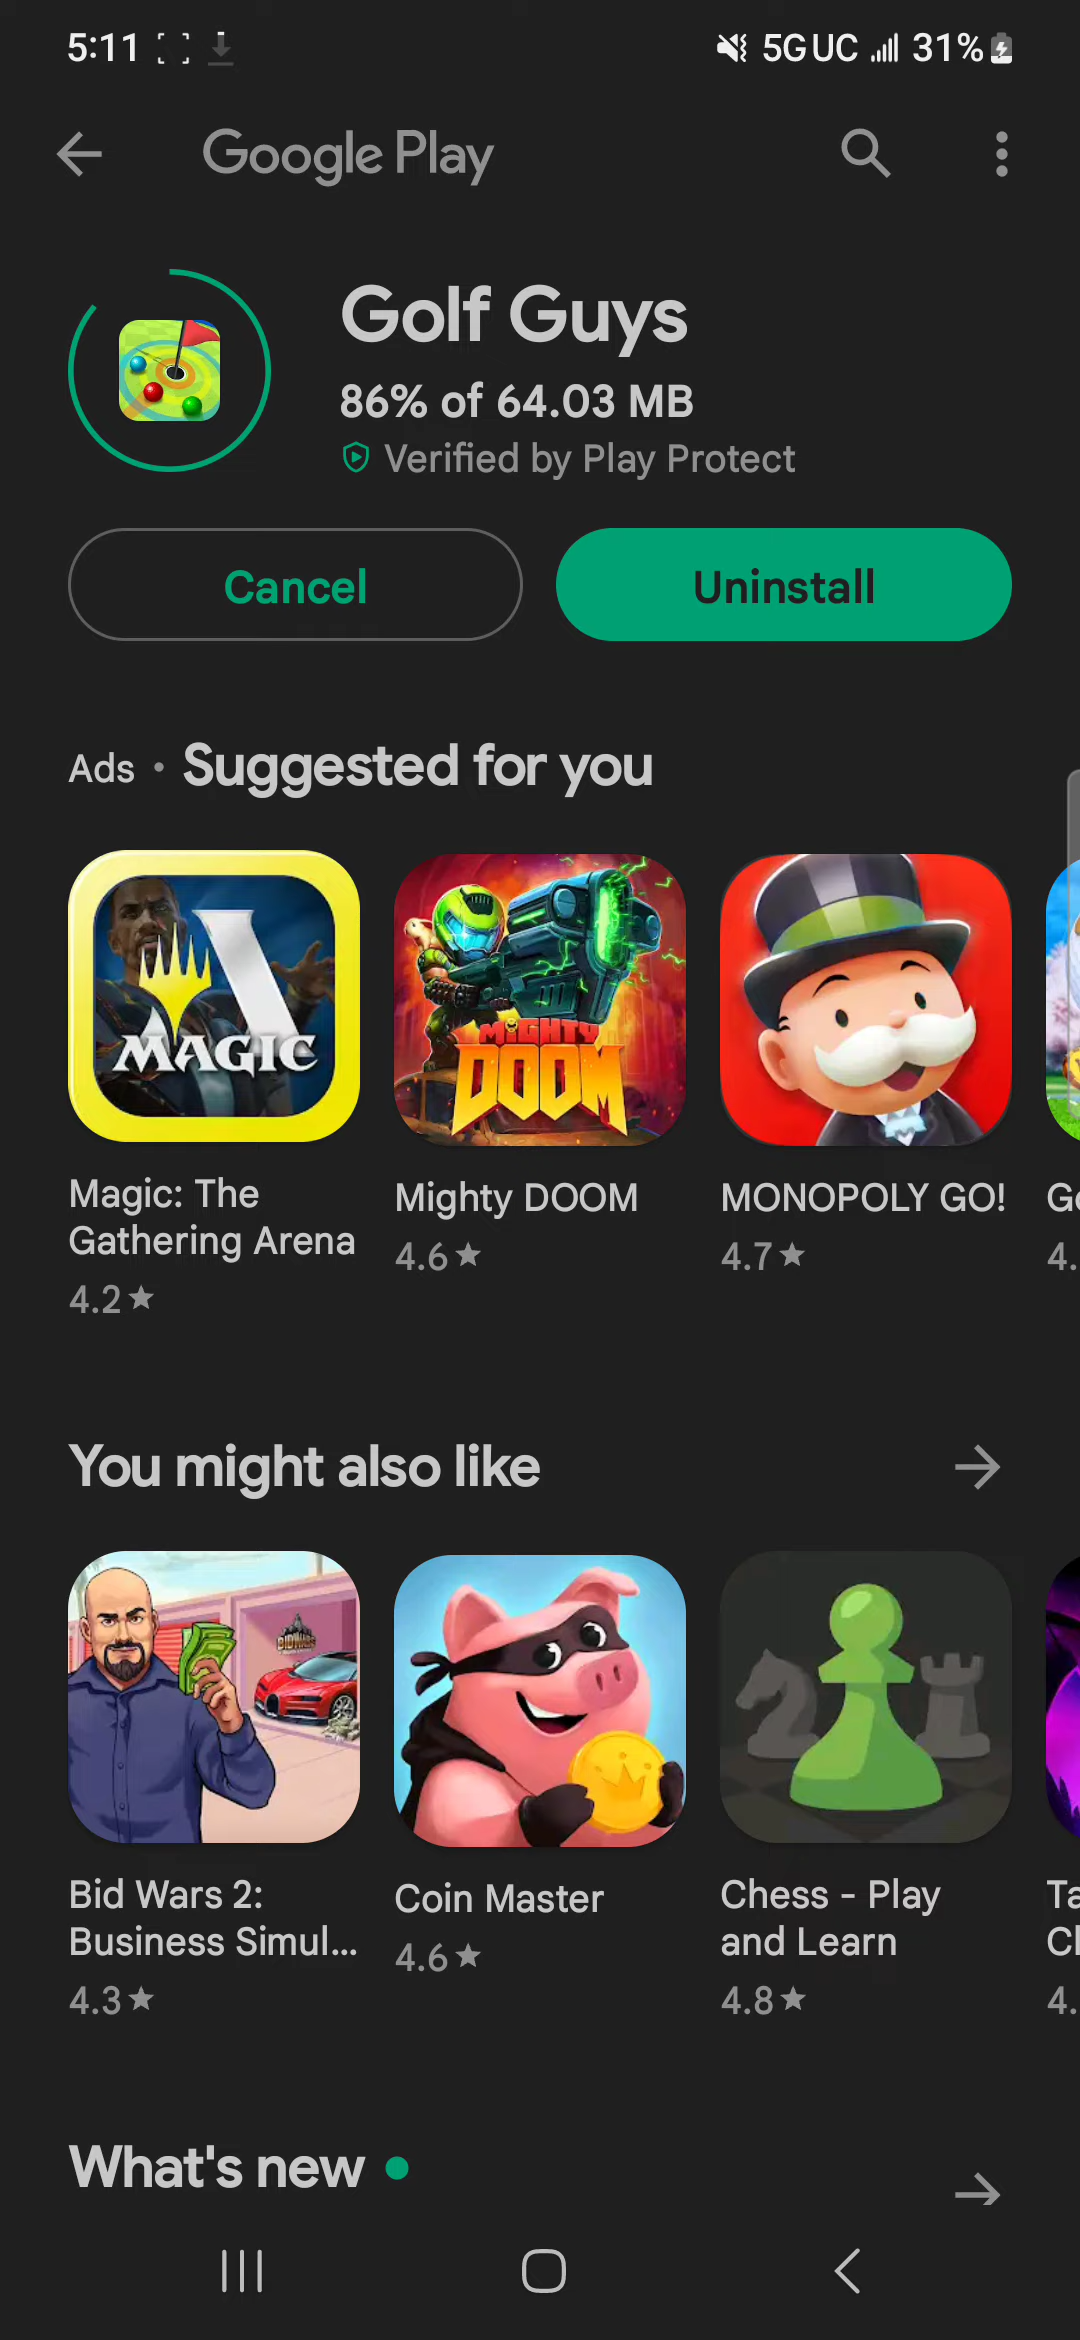 5:11 5G UC 31%
Google Play
Golf Guys
86% of 64.03 MB
Verified by Play Protect
Cancel Uninstall
Ads • Suggested for you
MAGIC
MIGHTY
DOOM
Magic: The
Gathering Arena
4.2★
Mighty DOOM
4.6★
MONOPOLY GO!
4.7★
4.
You might also like
BIDWARS
Bid Wars 2:
Business Simul...
4.3★
Coin Master
4.6★
Chess - Play
and Learn
4.8★
4.
What's new